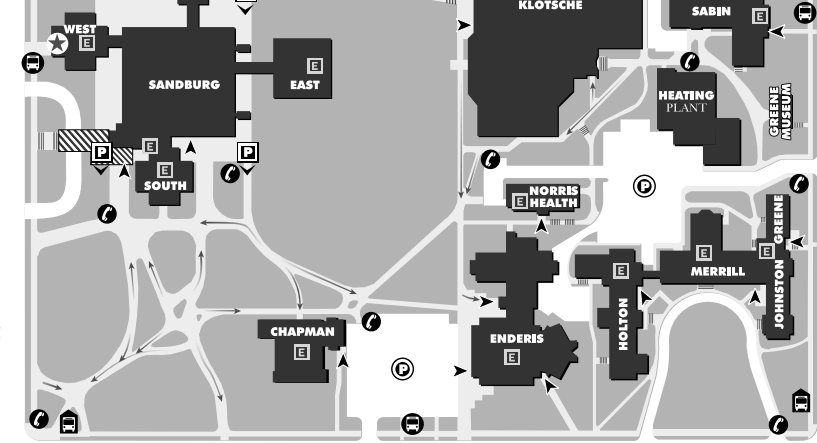 KLOTSCHE
SABIN
E
WEST
E
P
SANDBURG
E
EAST
HEATING
PLANT
GREENE
MUSEUM
P
E
P
E
SOUTH
P
E
NORRIS
HEALTH
GREENE
E
E
E
MERRILL
JOHNSTON
HOLTON
CHAPMAN
E
ENDERIS
E
P